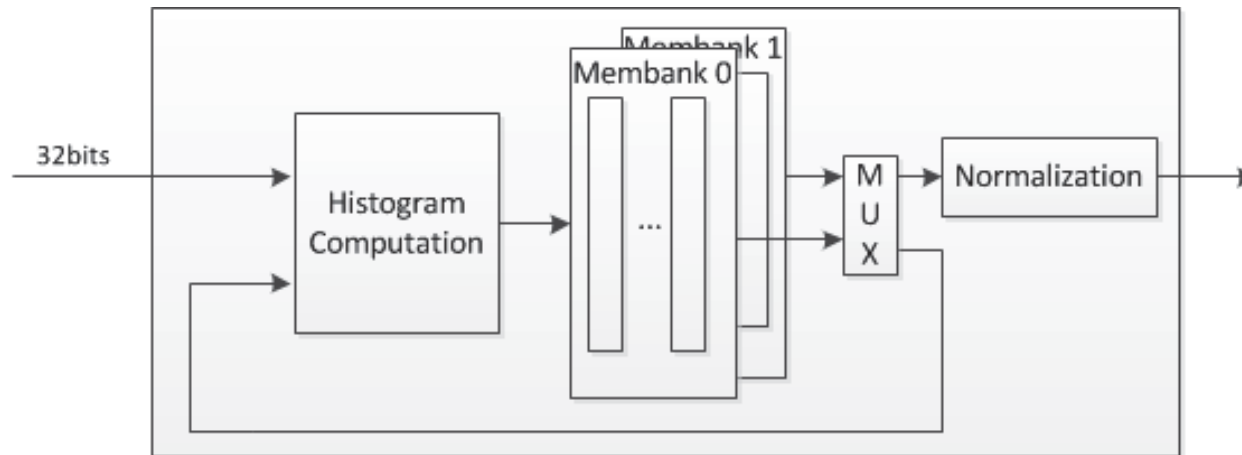 32bits
Histogram
Computation
Membank 1
Membank 0
...
M
U
X
Normalization